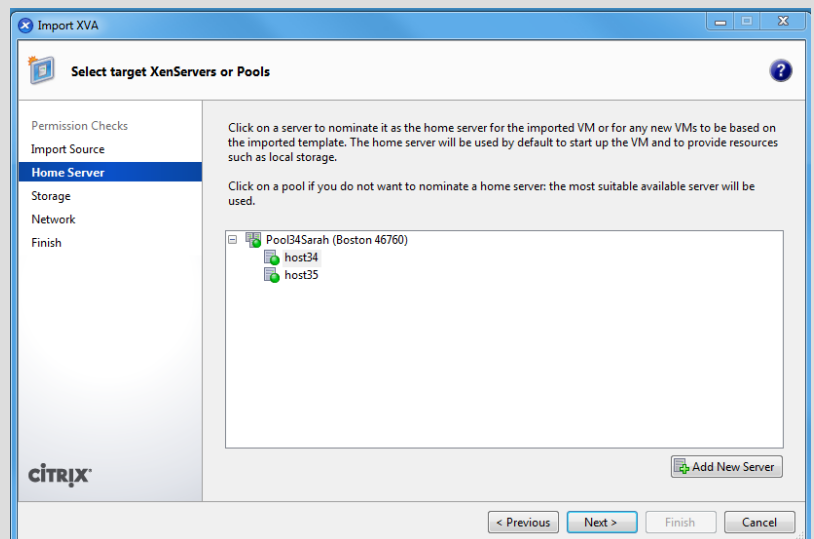 Import XVA
Select target XenServers or Pools
Permission Checks
Import Source
Home Server
Storage
Network
Finish
Click on a server to nominate it as the home server for the imported VM or for any new VMs to be based on
the imported template. The home server will be used by default to start up the VM and to provide resources
such as local storage.
Click on a pool if you do not want to nominate a home server: the most suitable available server will be
used.
Pool34Sarah (Boston 46760)
host34
host35
Add New Server
CITRIX
< Previous
Next >
Finish
Cancel